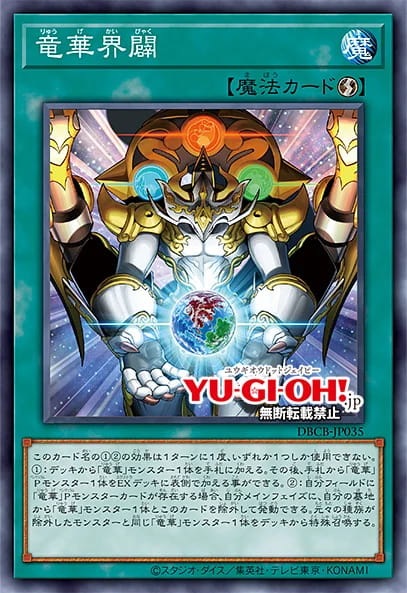 りゅうげかいびゃく
竜華界闢
魔
【魔法カード】
ユウギオウドットジェイピー
YU-GI-OH!.jp
無断転載禁止
DBCB-JP035
このカード名の①②の効果は1ターンに1度、いずれか1つしか使用できない。
①：デッキから「竜華」モンスター1体を手札に加える。その後、手札から「竜華」
Pモンスター1体をEXデッキに表側で加える事ができる。②：自分フィールド
に「竜華」Pモンスターカードが存在する場合、自分メインフェイズに、自分の墓地
から「竜華」モンスター1体とこのカードを除外して発動できる。元々の種族が
除外したモンスターと同じ「竜華」モンスター1体をデッキから特殊召喚する。
©スタジオ・ダイス／集英社・テレビ東京・KONAMI